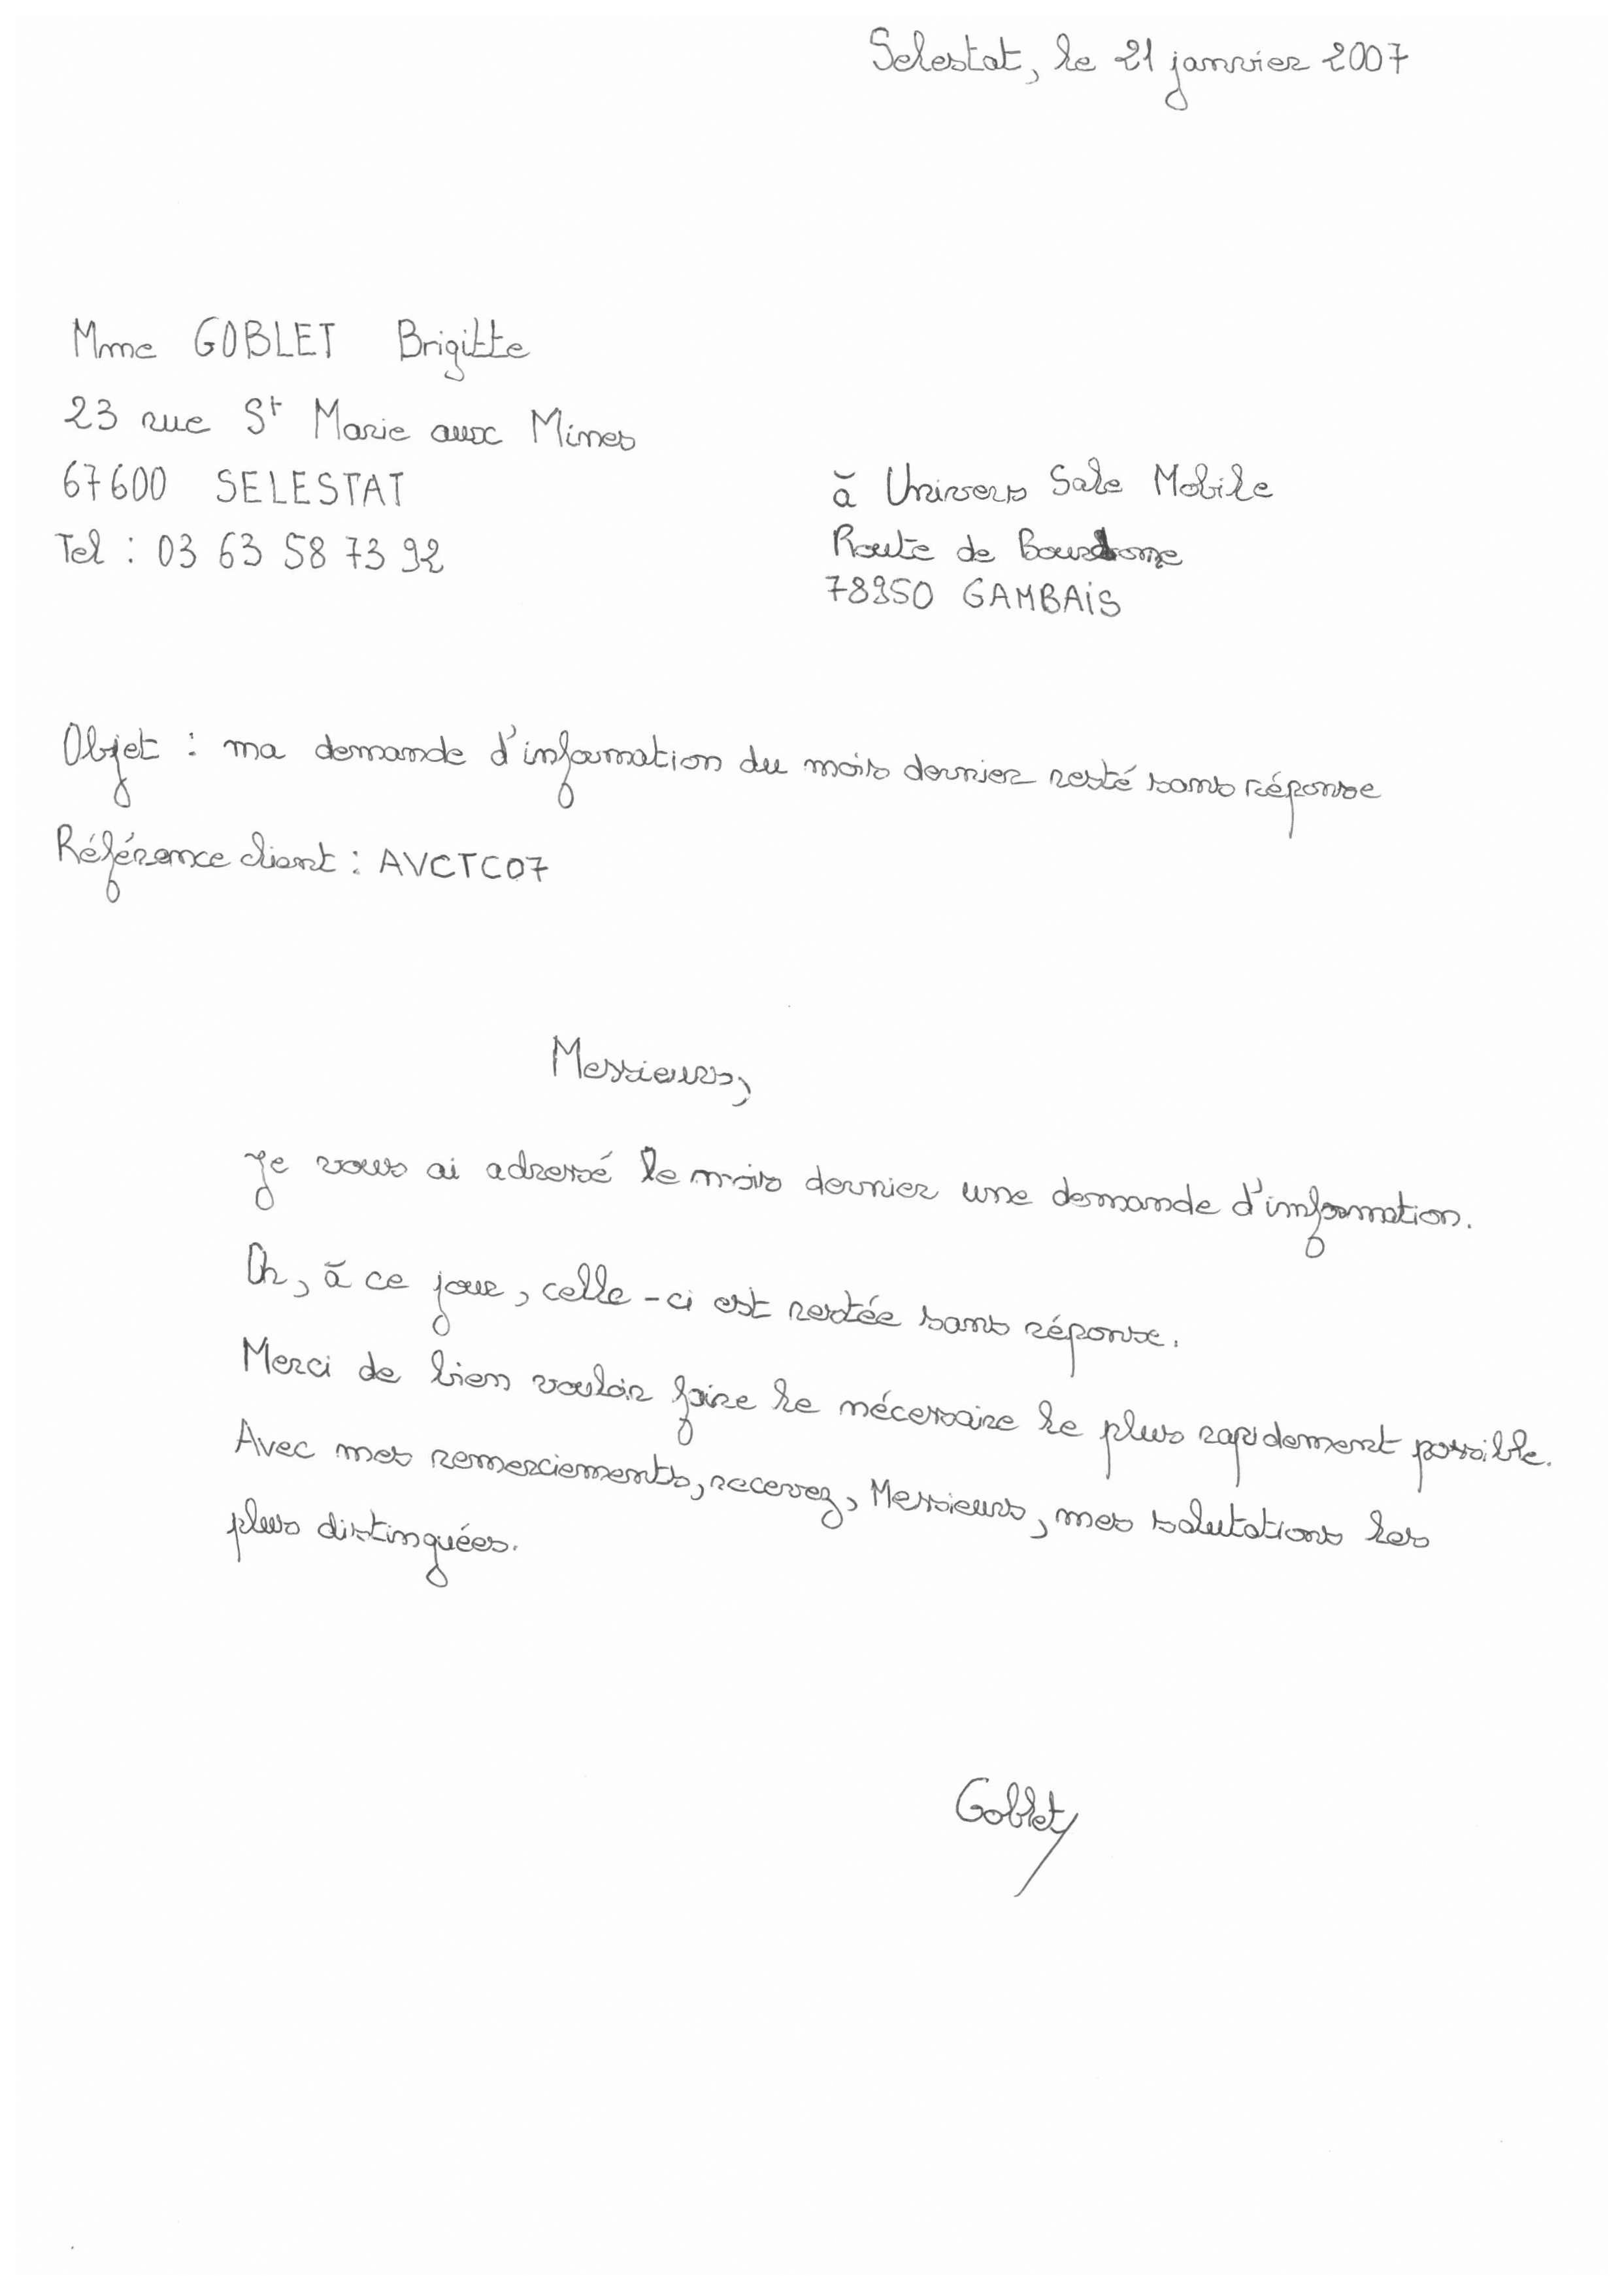 Selestat, le 21 janvier 2007
Mme GOBLET Brigitte
23 rue St Marie aux Mines
67600 SELESTAT
Tel : 03 63 58 73 92
à Univers Sale Mobile
Route de Bourdonne
78950 GAMBAIS
Objet : ma demande d'information du mois dernier resté sans réponse
Référence client : AVCTC07
Messieurs,
Je vous ai adressé le mois dernier une demande d'information.
Or, à ce jour, celle-ci est restée sans réponse.
Merci de bien vouloir faire le nécessaire le plus rapidement possible.
Avec mes remerciements, recevez, Messieurs, mes salutations les
plus distinguées.
Goblet